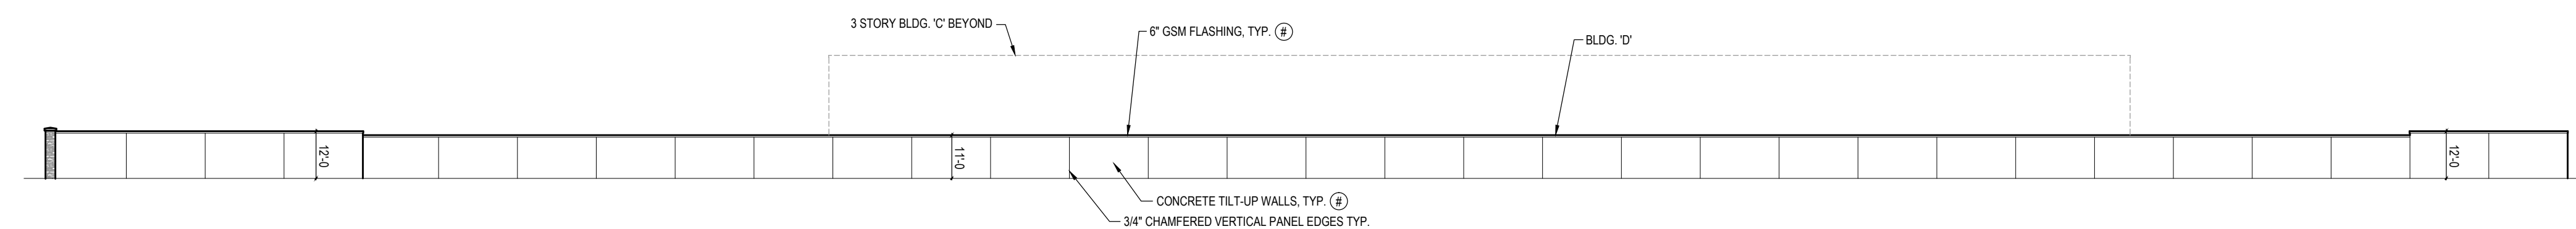 3 STORY BLDG. 'C' BEYOND
6" GSM FLASHING, TYP. #
BLDG. 'D'
12'-0
11'-0
12'-0
CONCRETE TILT-UP WALLS, TYP. #
3/4" CHAMFERED VERTICAL PANEL EDGES TYP.